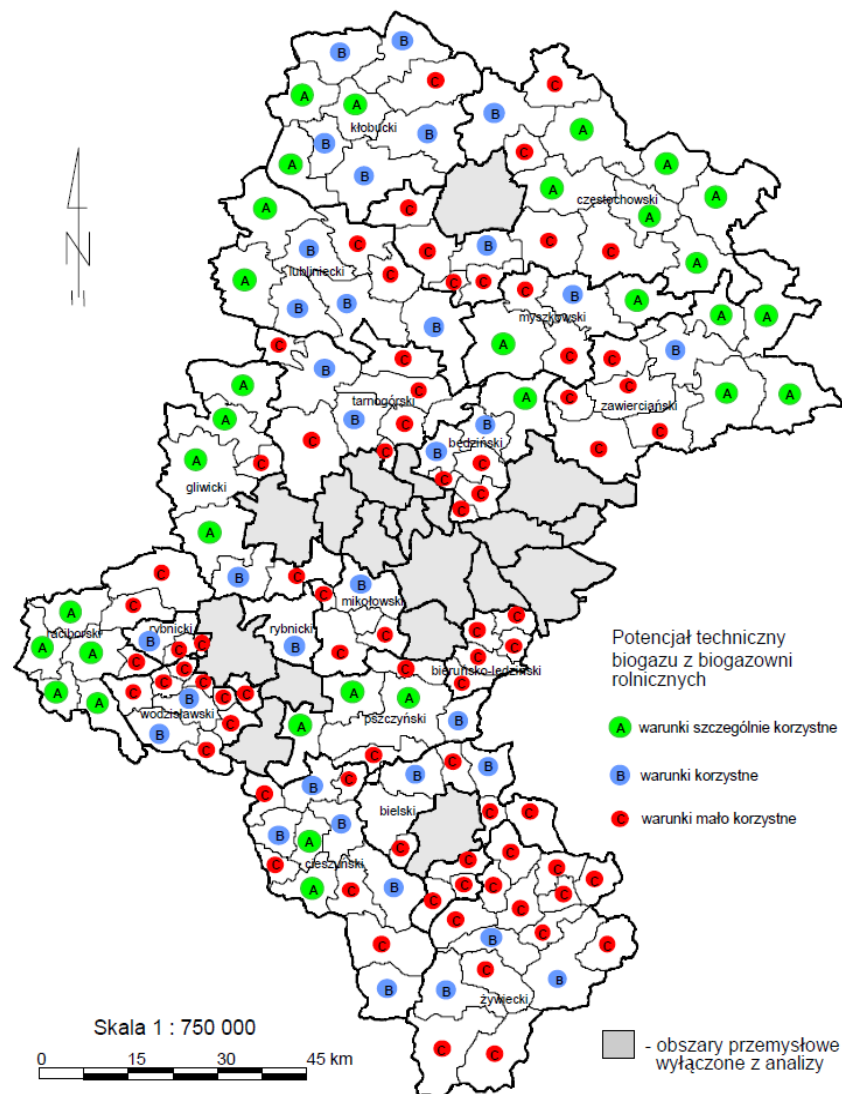 B
B
C
A
A
kłobucki
B
B
A
B
C
B
A
C
A
A
częstochowski
A
A
A
C
A
C
B
lubliniecki
C
C
B
C
C
C
C
A
B
B
B
C
B
myszkowski
A
A
A
A
C
C
B
C
zawierciański
C
C
A
A
C
C
C
B
C
C
tarnogórski
B
C
C
C
A
B
będziński
B
C
C
C
C
A
A
A
gliwicki
C
A
C
B
C
C
B
mikołowski
C
C
raciborski
A
C
A
A
A
A
rybnicki
B
C
C
C
rybnicki
B
C
C
C
C
B
C
C
C
wodzisławski
B
C
C
C
C
C
bieruńsko-lędziński
C
C
A
A
pszczyński
A
B
C
C
B
C
B
C
B
bielski
C
B
A
B
C
cieszyński
A
C
B
C
B
C
C
C
C
C
C
C
C
C
C
C
C
C
B
C
C
C
B
żywiecki
B
C
C
N
Potencjał techniczny
biogazu z biogazowni
rolnicznych
A warunki szczególnie korzystne
B warunki korzystne
C warunki mało korzystne
Skala 1 : 750 000
0 15 30 45 km
- obszary przemysłowe
wyłączone z analizy